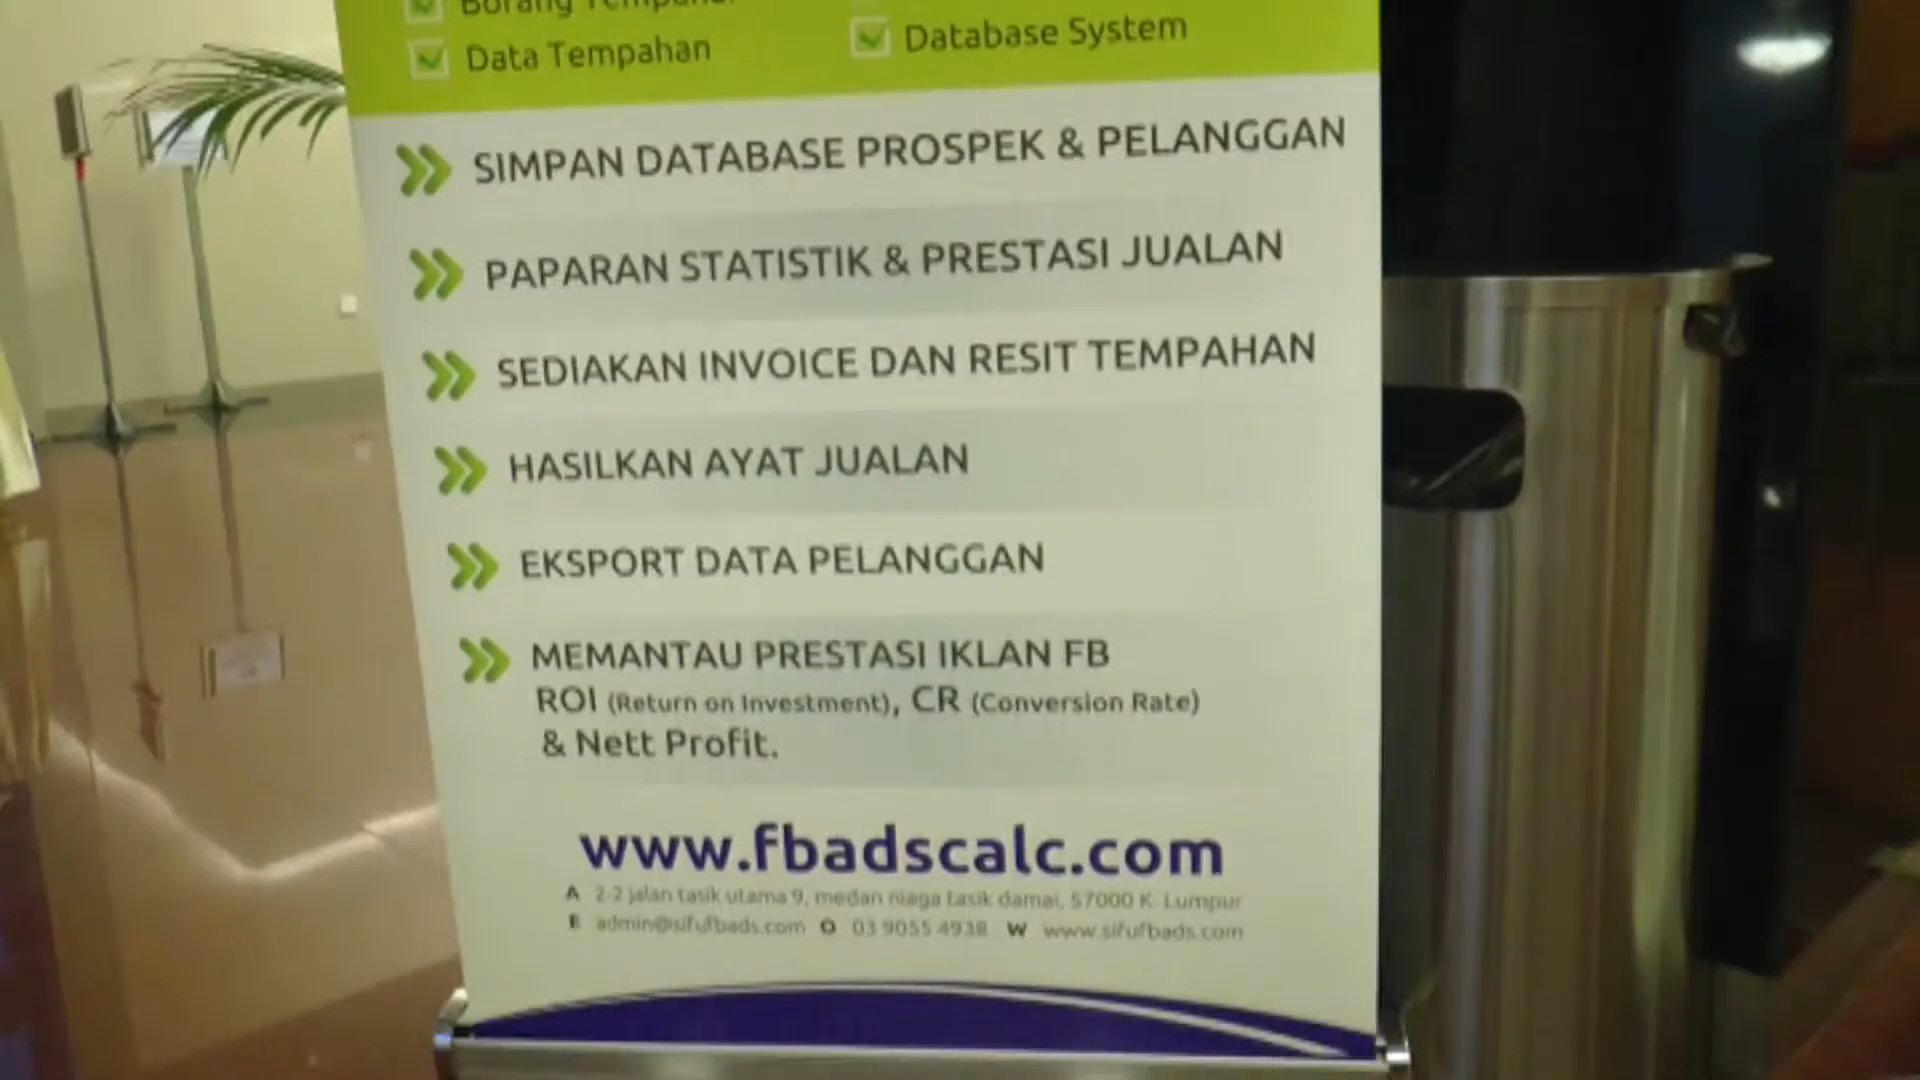 Borang Tempahan
Data Tempahan
Database System
SIMPAN DATABASE PROSPEK & PELANGGAN
PAPARAN STATISTIK & PRESTASI JUALAN
SEDIAKAN INVOICE DAN RESIT TEMPAHAN
HASILKAN AYAT JUALAN
EKSPORT DATA PELANGGAN
MEMANTAU PRESTASI IKLAN FB
ROI (Return on Investment), CR (Conversion Rate)
& Nett Profit.
www.fbadscalc.com
A 2-2 jalan tasik utama 9, medan niaga tasik damai, 57000 K. Lumpur
E admin@sifufbads.com O 03 9055 4938 W www.sifufbads.com